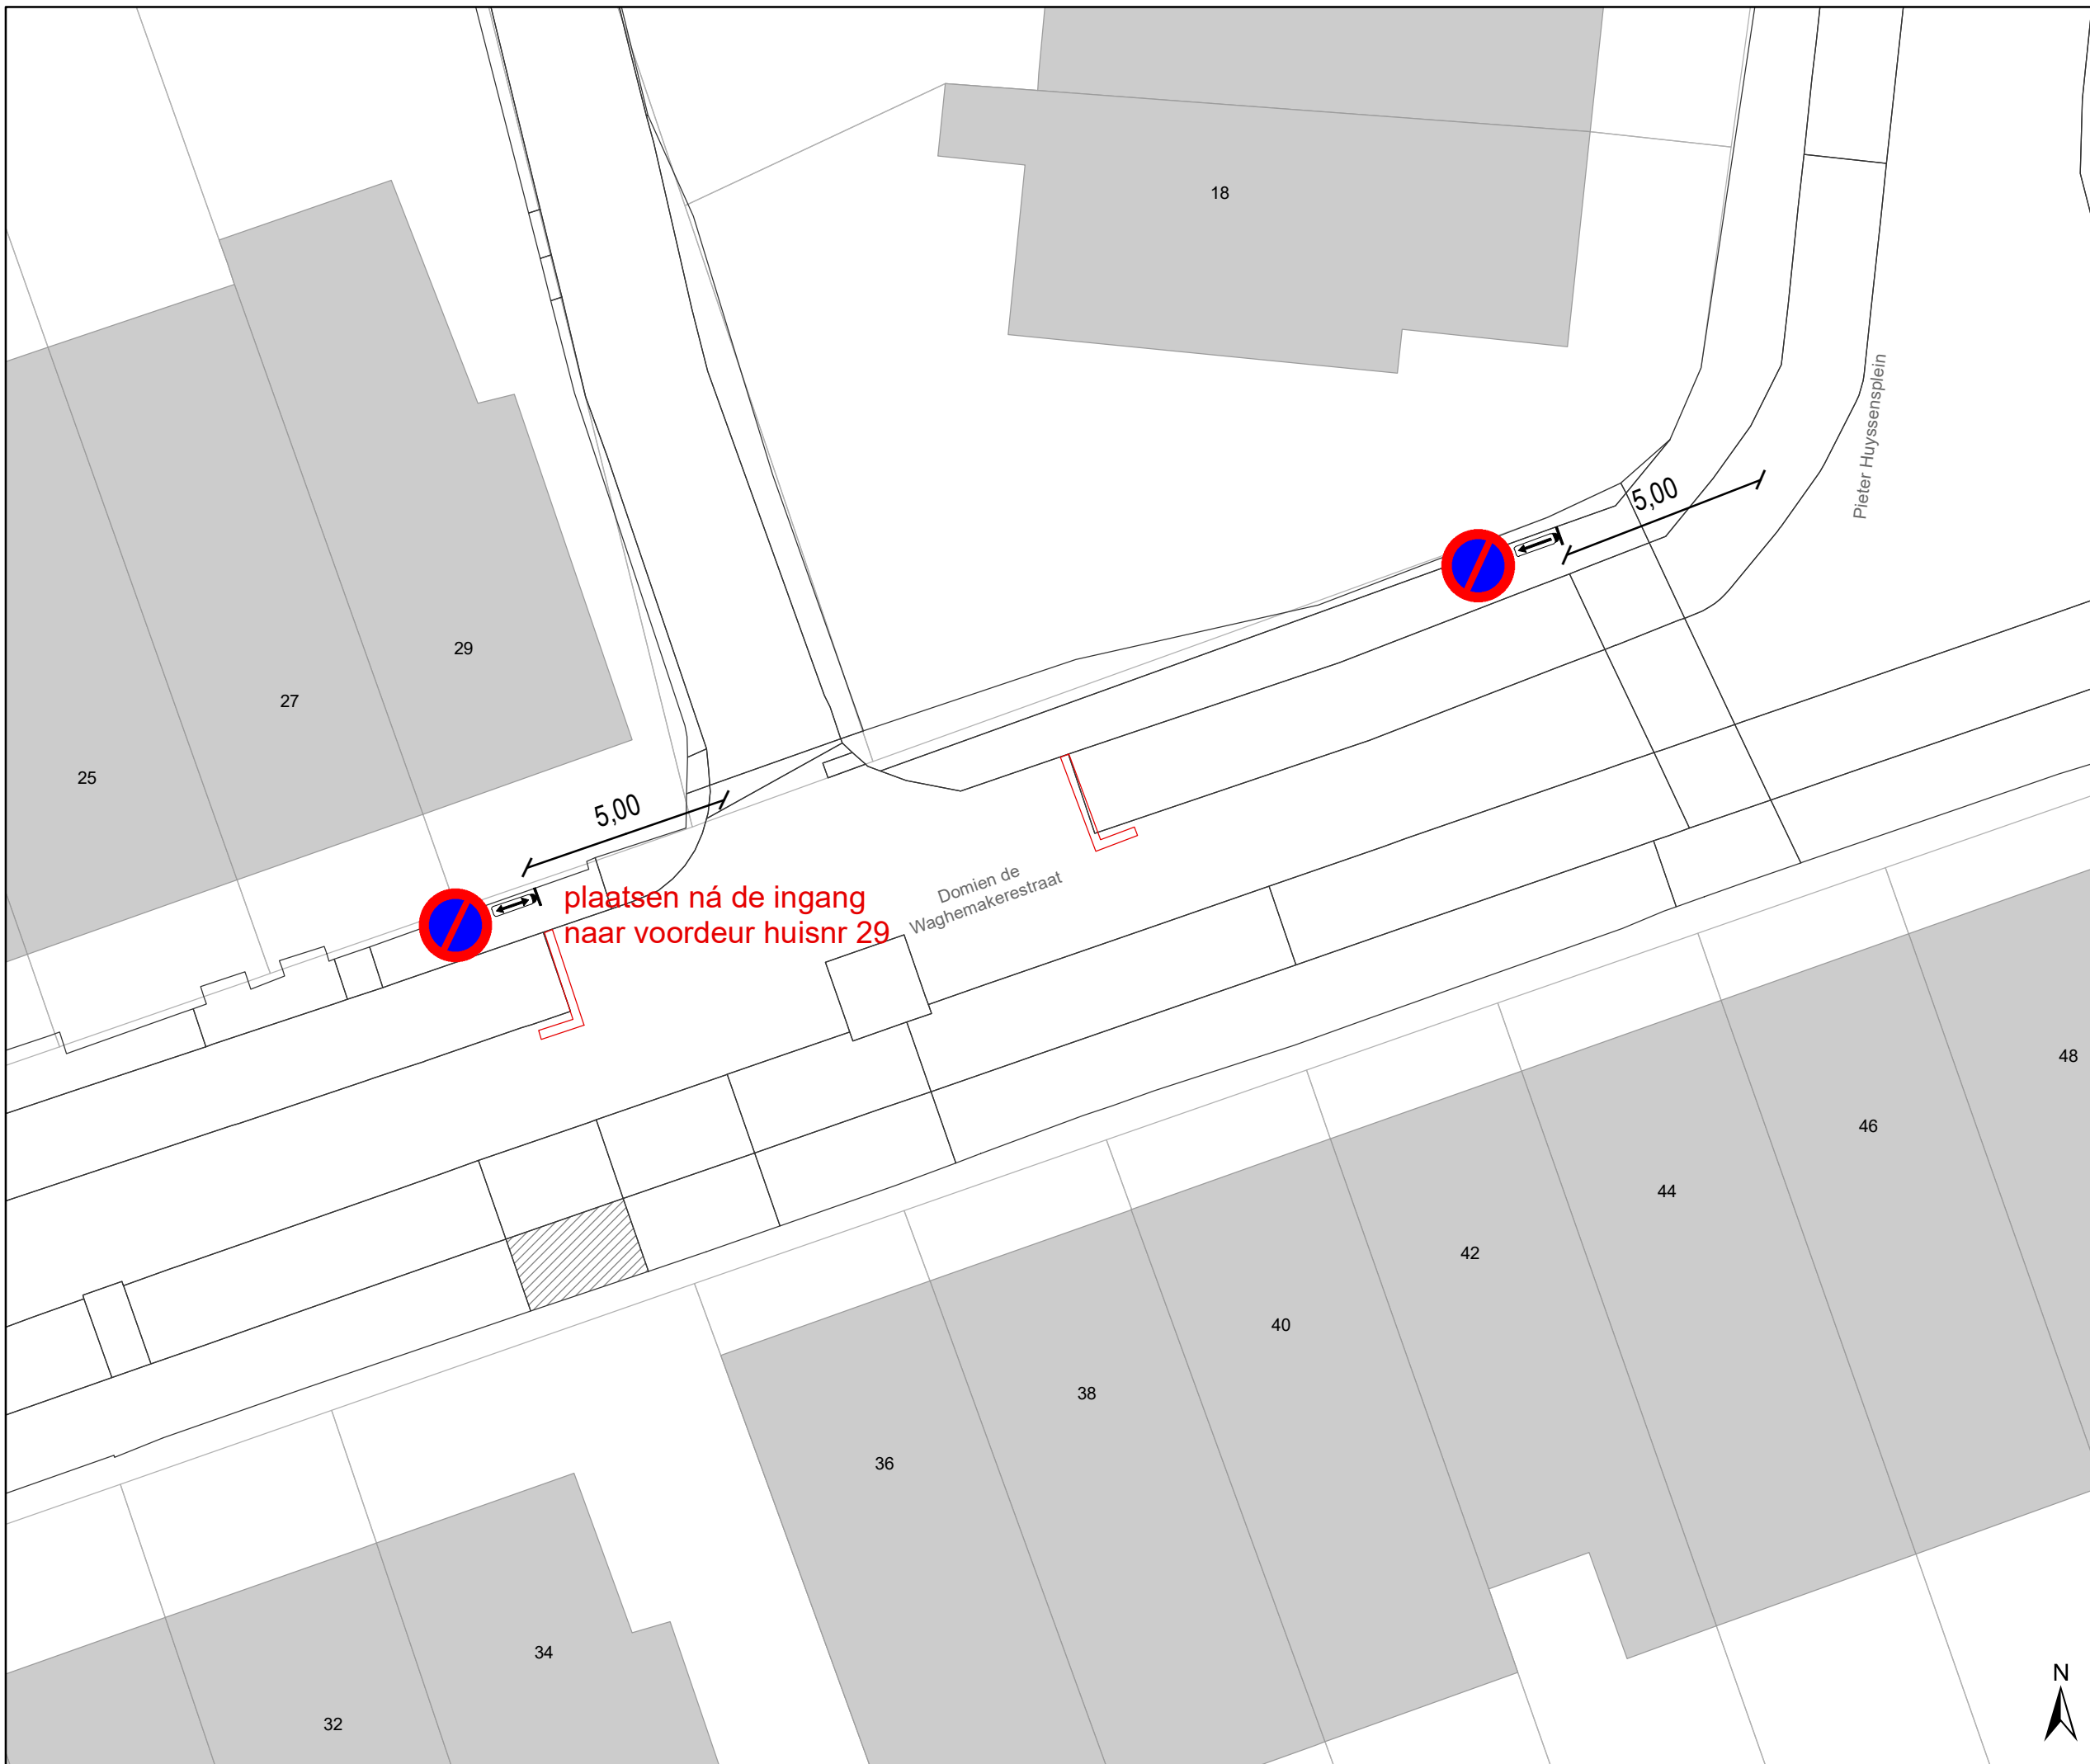 18
Pieter Huyssensplein
5,00
29
27
25
5,00
plaatsen ná de ingang
naar voordeur huisnr 29
Domien de
Waghemakerestraat
48
46
44
42
40
38
36
34
32
N